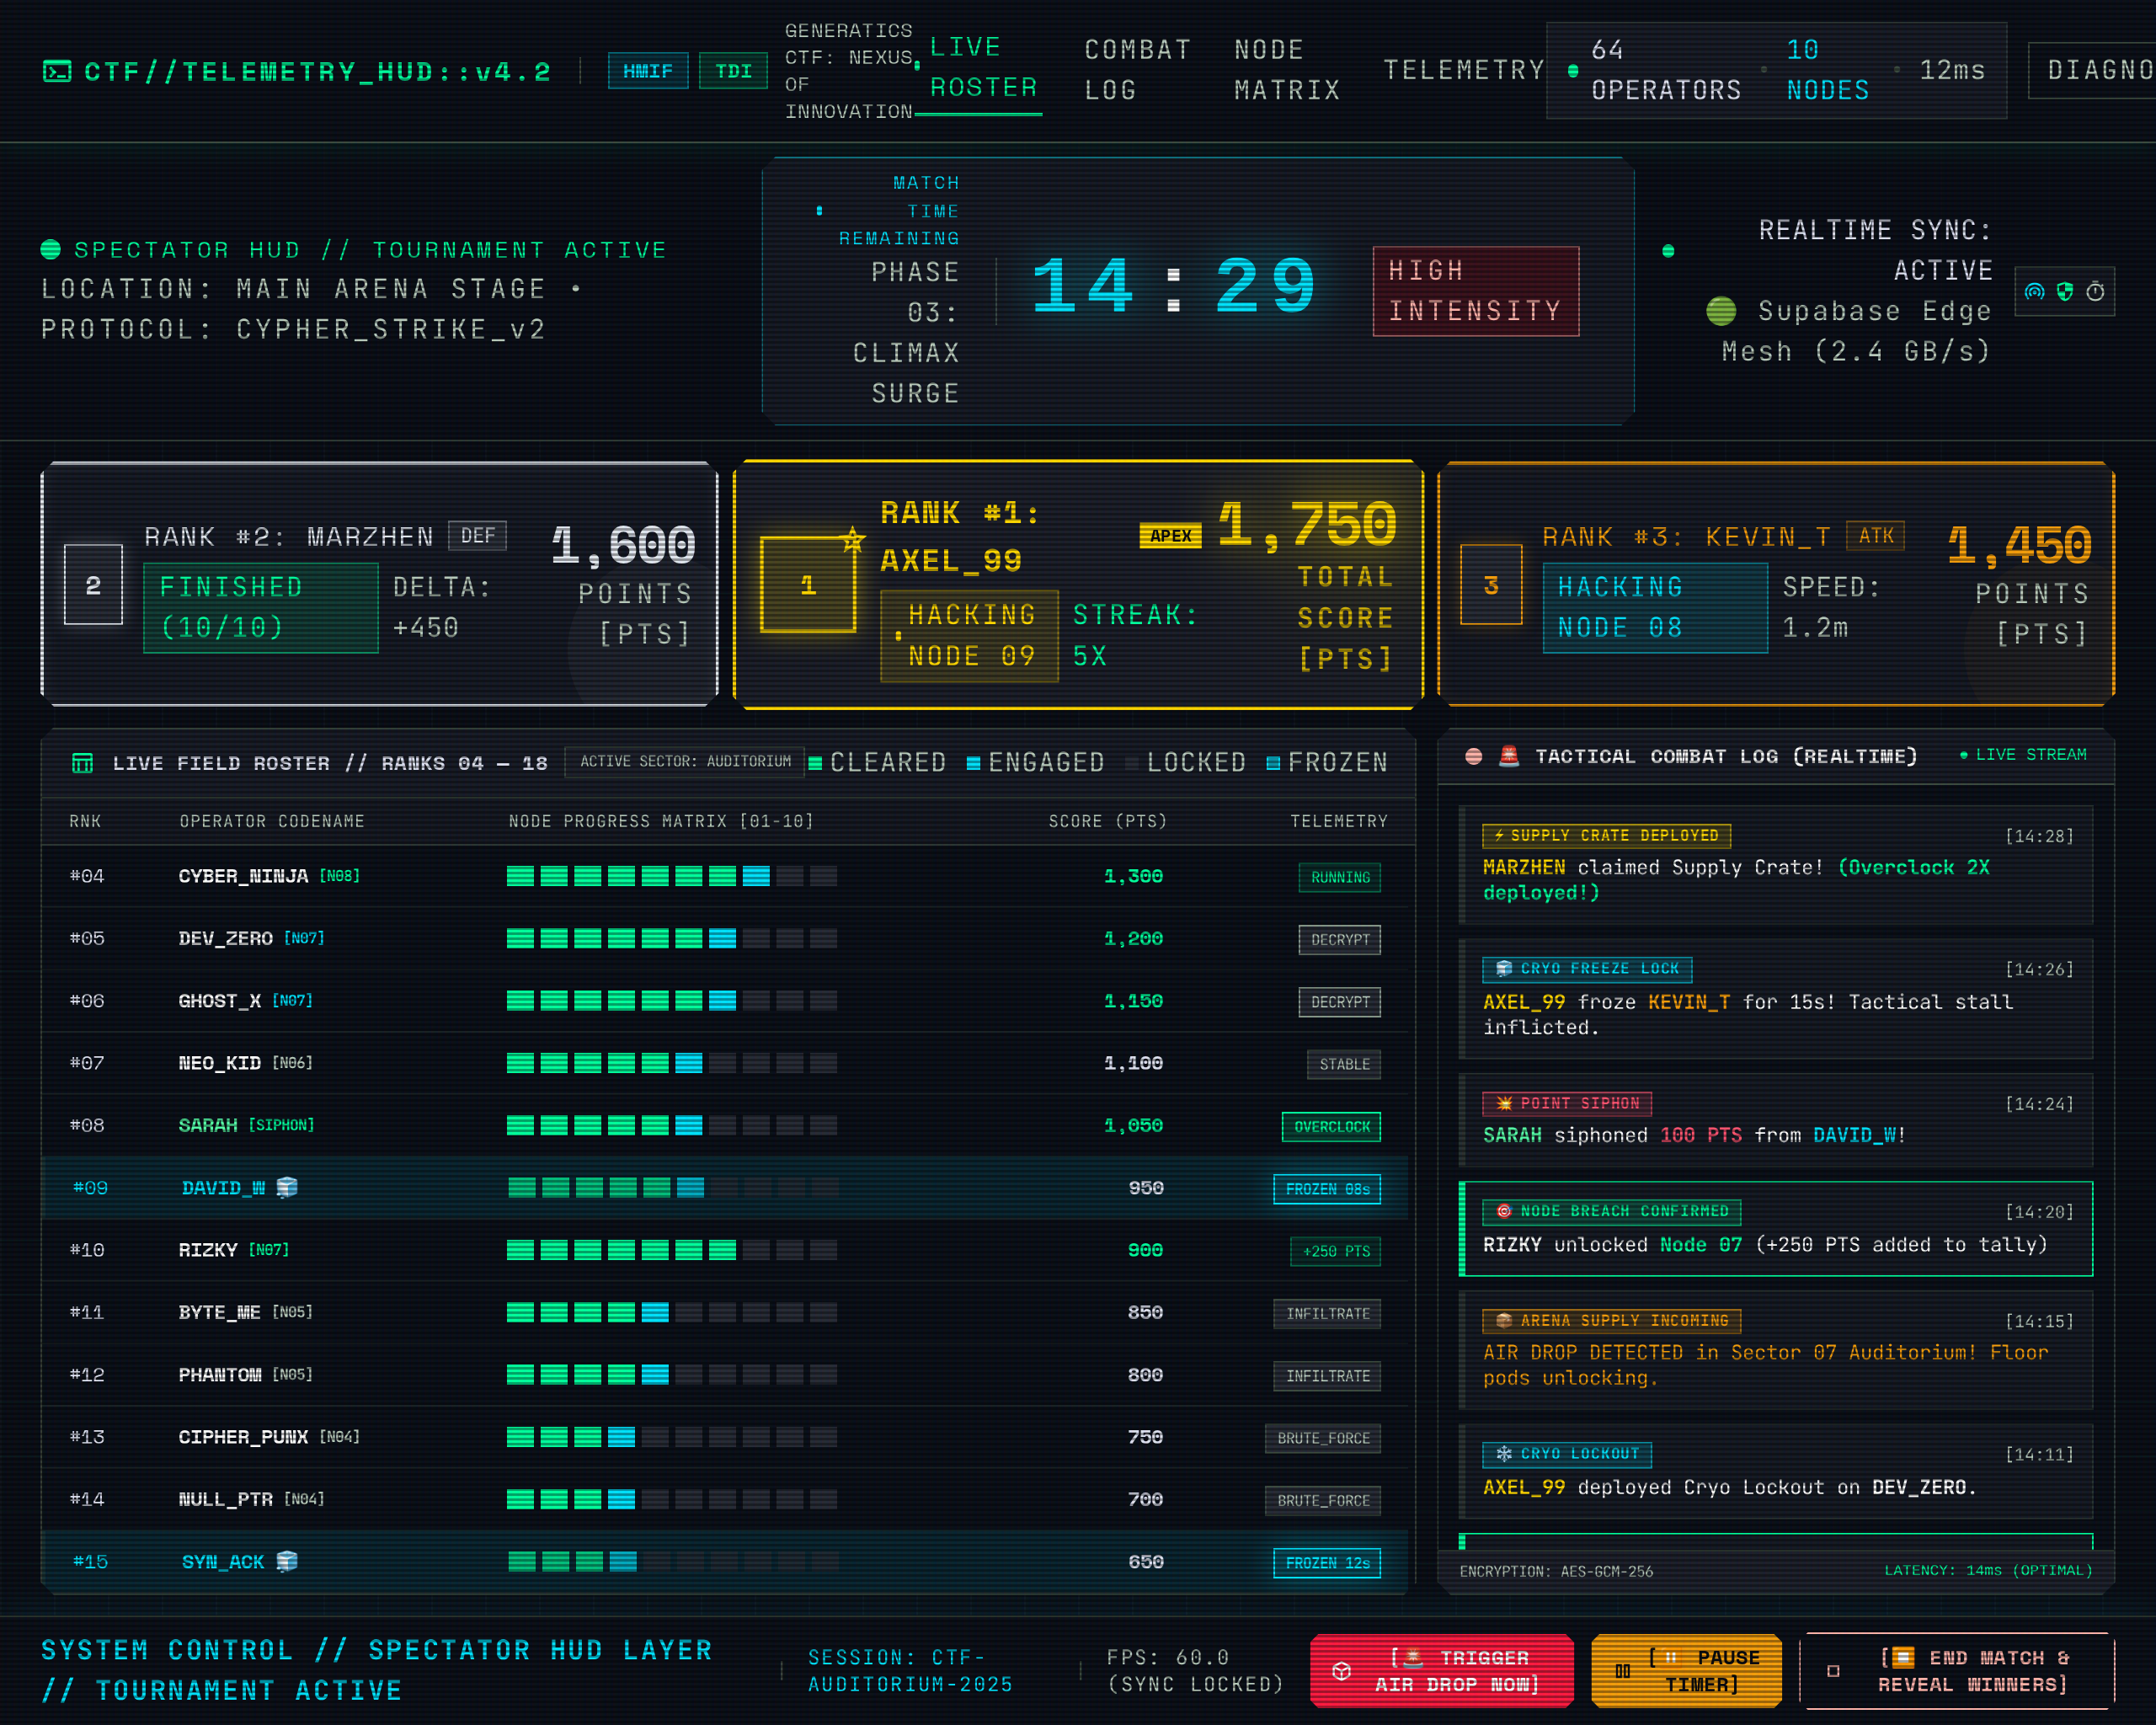 CTF//TELEMETRY_HUD::v4.2
HMIF
TDI
GENERATICS
CTF: NEXUS
OF
INNOVATION
LIVE
ROSTER
COMBAT
LOG
NODE
MATRIX
TELEMETRY
64
OPERATORS
10
NODES
12ms
DIAGNO
SPECTATOR HUD // TOURNAMENT ACTIVE
LOCATION: MAIN ARENA STAGE •
PROTOCOL: CYPHER_STRIKE_v2
MATCH
TIME
REMAINING
PHASE
03:
CLIMAX
SURGE
14:29
HIGH
INTENSITY
REALTIME SYNC:
ACTIVE
Supabase Edge
Mesh (2.4 GB/s)
2
RANK #2: MARZHEN
DEF
FINISHED
(10/10)
DELTA:
+450
1,600
POINTS
[PTS]
1
RANK #1:
AXEL_99
APEX
HACKING
NODE 09
STREAK:
5X
1,750
TOTAL
SCORE
[PTS]
3
RANK #3: KEVIN_T
ATK
HACKING
NODE 08
SPEED:
1.2m
1,450
POINTS
[PTS]
LIVE FIELD ROSTER // RANKS 04 — 18
ACTIVE SECTOR: AUDITORIUM
CLEARED
ENGAGED
LOCKED
FROZEN
RNK OPERATOR CODENAME NODE PROGRESS MATRIX [01-10] SCORE (PTS) TELEMETRY
#04 CYBER_NINJA [N08] 1,300 RUNNING
#05 DEV_ZERO [N07] 1,200 DECRYPT
#06 GHOST_X [N07] 1,150 DECRYPT
#07 NEO_KID [N06] 1,100 STABLE
#08 SARAH [SIPHON] 1,050 OVERCLOCK
#09 DAVID_W 🧊 950 FROZEN 08s
#10 RIZKY [N07] 900 +250 PTS
#11 BYTE_ME [N05] 850 INFILTRATE
#12 PHANTOM [N05] 800 INFILTRATE
#13 CIPHER_PUNX [N04] 750 BRUTE_FORCE
#14 NULL_PTR [N04] 700 BRUTE_FORCE
#15 SYN_ACK 🧊 650 FROZEN 12s
🚨 TACTICAL COMBAT LOG (REALTIME)
LIVE STREAM
⚡ SUPPLY CRATE DEPLOYED [14:28]
MARZHEN claimed Supply Crate! (Overclock 2X
deployed!)
🧊 CRYO FREEZE LOCK [14:26]
AXEL_99 froze KEVIN_T for 15s! Tactical stall
inflicted.
💥 POINT SIPHON [14:24]
SARAH siphoned 100 PTS from DAVID_W!
🎯 NODE BREACH CONFIRMED [14:20]
RIZKY unlocked Node 07 (+250 PTS added to tally)
📦 ARENA SUPPLY INCOMING [14:15]
AIR DROP DETECTED in Sector 07 Auditorium! Floor
pods unlocking.
❄ CRYO LOCKOUT [14:11]
AXEL_99 deployed Cryo Lockout on DEV_ZERO.
ENCRYPTION: AES-GCM-256
LATENCY: 14ms (OPTIMAL)
SYSTEM CONTROL // SPECTATOR HUD LAYER
// TOURNAMENT ACTIVE
SESSION: CTF-
AUDITORIUM-2025
FPS: 60.0
(SYNC LOCKED)
[🚨 TRIGGER
AIR DROP NOW]
[⏸ PAUSE
TIMER]
[⏹ END MATCH &
REVEAL WINNERS]